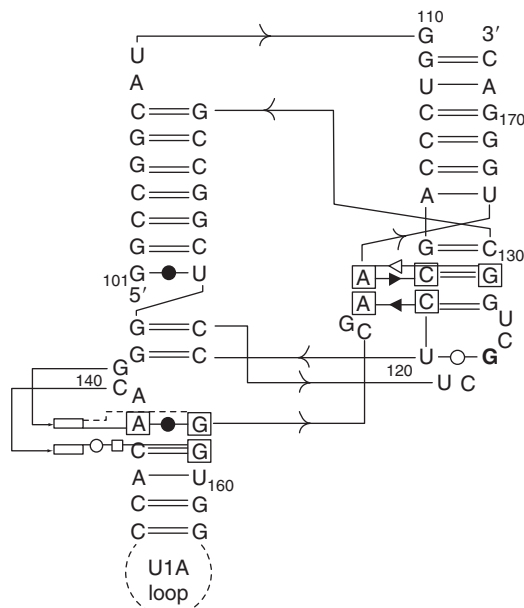 110
G 3′
U G C
A U A
C G C G 170
G C C G
G C C G
C G A U
C G
G C G C 130
101 G U A C G
5′ A C G
G C G C U
G C U G C
G 120
140 C A U C
A G
C G
A U 160
C G
C G
U1A
loop